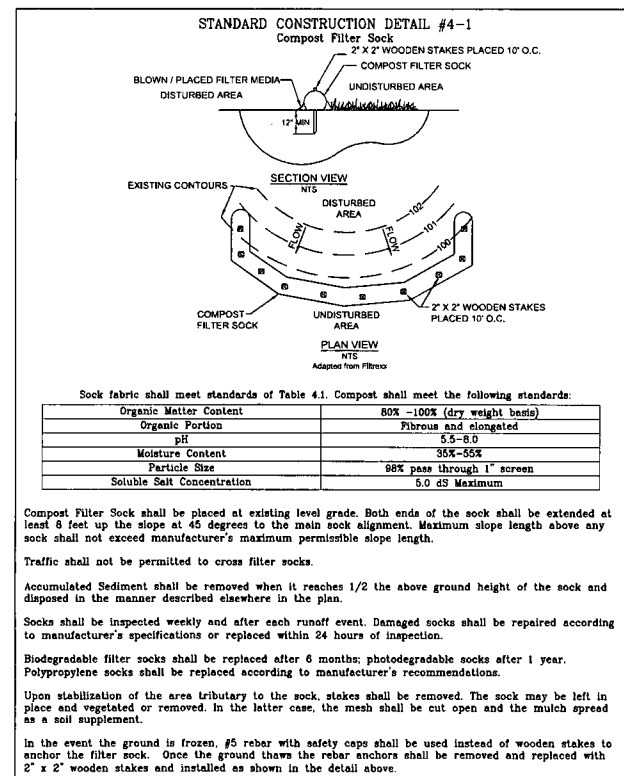 STANDARD CONSTRUCTION DETAIL #4-1
Compost Filter Sock
2" X 2" WOODEN STAKES PLACED 10' O.C.
COMPOST FILTER SOCK
BLOWN / PLACED FILTER MEDIA
DISTURBED AREA
UNDISTURBED AREA
12" MIN
SECTION VIEW
NTS
EXISTING CONTOURS
DISTURBED
AREA
102
101
100
FLOW
FLOW
COMPOST
FILTER SOCK
UNDISTURBED
AREA
2" X 2" WOODEN STAKES
PLACED 10' O.C.
PLAN VIEW
NTS
Adapted from Filtrexx
Sock fabric shall meet standards of Table 4.1. Compost shall meet the following standards:
Organic Matter Content 80% -100% (dry weight basis)
Organic Portion Fibrous and elongated
pH 5.5-8.0
Moisture Content 35%-55%
Particle Size 98% pass through 1" screen
Soluble Salt Concentration 5.0 dS Maximum
Compost Filter Sock shall be placed at existing level grade. Both ends of the sock shall be extended at
least 8 feet up the slope at 45 degrees to the main sock alignment. Maximum slope length above any
sock shall not exceed manufacturer's maximum permissible slope length.
Traffic shall not be permitted to cross filter socks.
Accumulated Sediment shall be removed when it reaches 1/2 the above ground height of the sock and
disposed in the manner described elsewhere in the plan.
Socks shall be inspected weekly and after each runoff event. Damaged socks shall be repaired according
to manufacturer's specifications or replaced within 24 hours of inspection.
Biodegradable filter socks shall be replaced after 6 months; photodegradable socks after 1 year.
Polypropylene socks shall be replaced according to manufacturer's recommendations.
Upon stabilization of the area tributary to the sock, stakes shall be removed. The sock may be left in
place and vegetated or removed. In the latter case, the mesh shall be cut open and the mulch spread
as a soil supplement.
In the event the ground is frozen, #5 rebar with safety caps shall be used instead of wooden stakes to
anchor the filter sock. Once the ground thaws the rebar anchors shall be removed and replaced with
2" x 2" wooden stakes and installed as shown in the detail above.